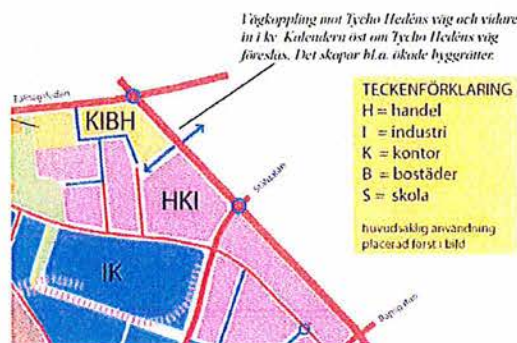 Vägkoppling mot Tycho Hedéns väg och vidare
in i kv Kalendern öst om Tycho Hedéns väg
föreslås. Det skapar bl.a. ökade byggrätter.
TECKENFÖRKLARING
H = handel
I = industri
K = kontor
B = bostäder
S = skola
huvudsaklig användning
placerad först i bild
KIBH
HKI
IK